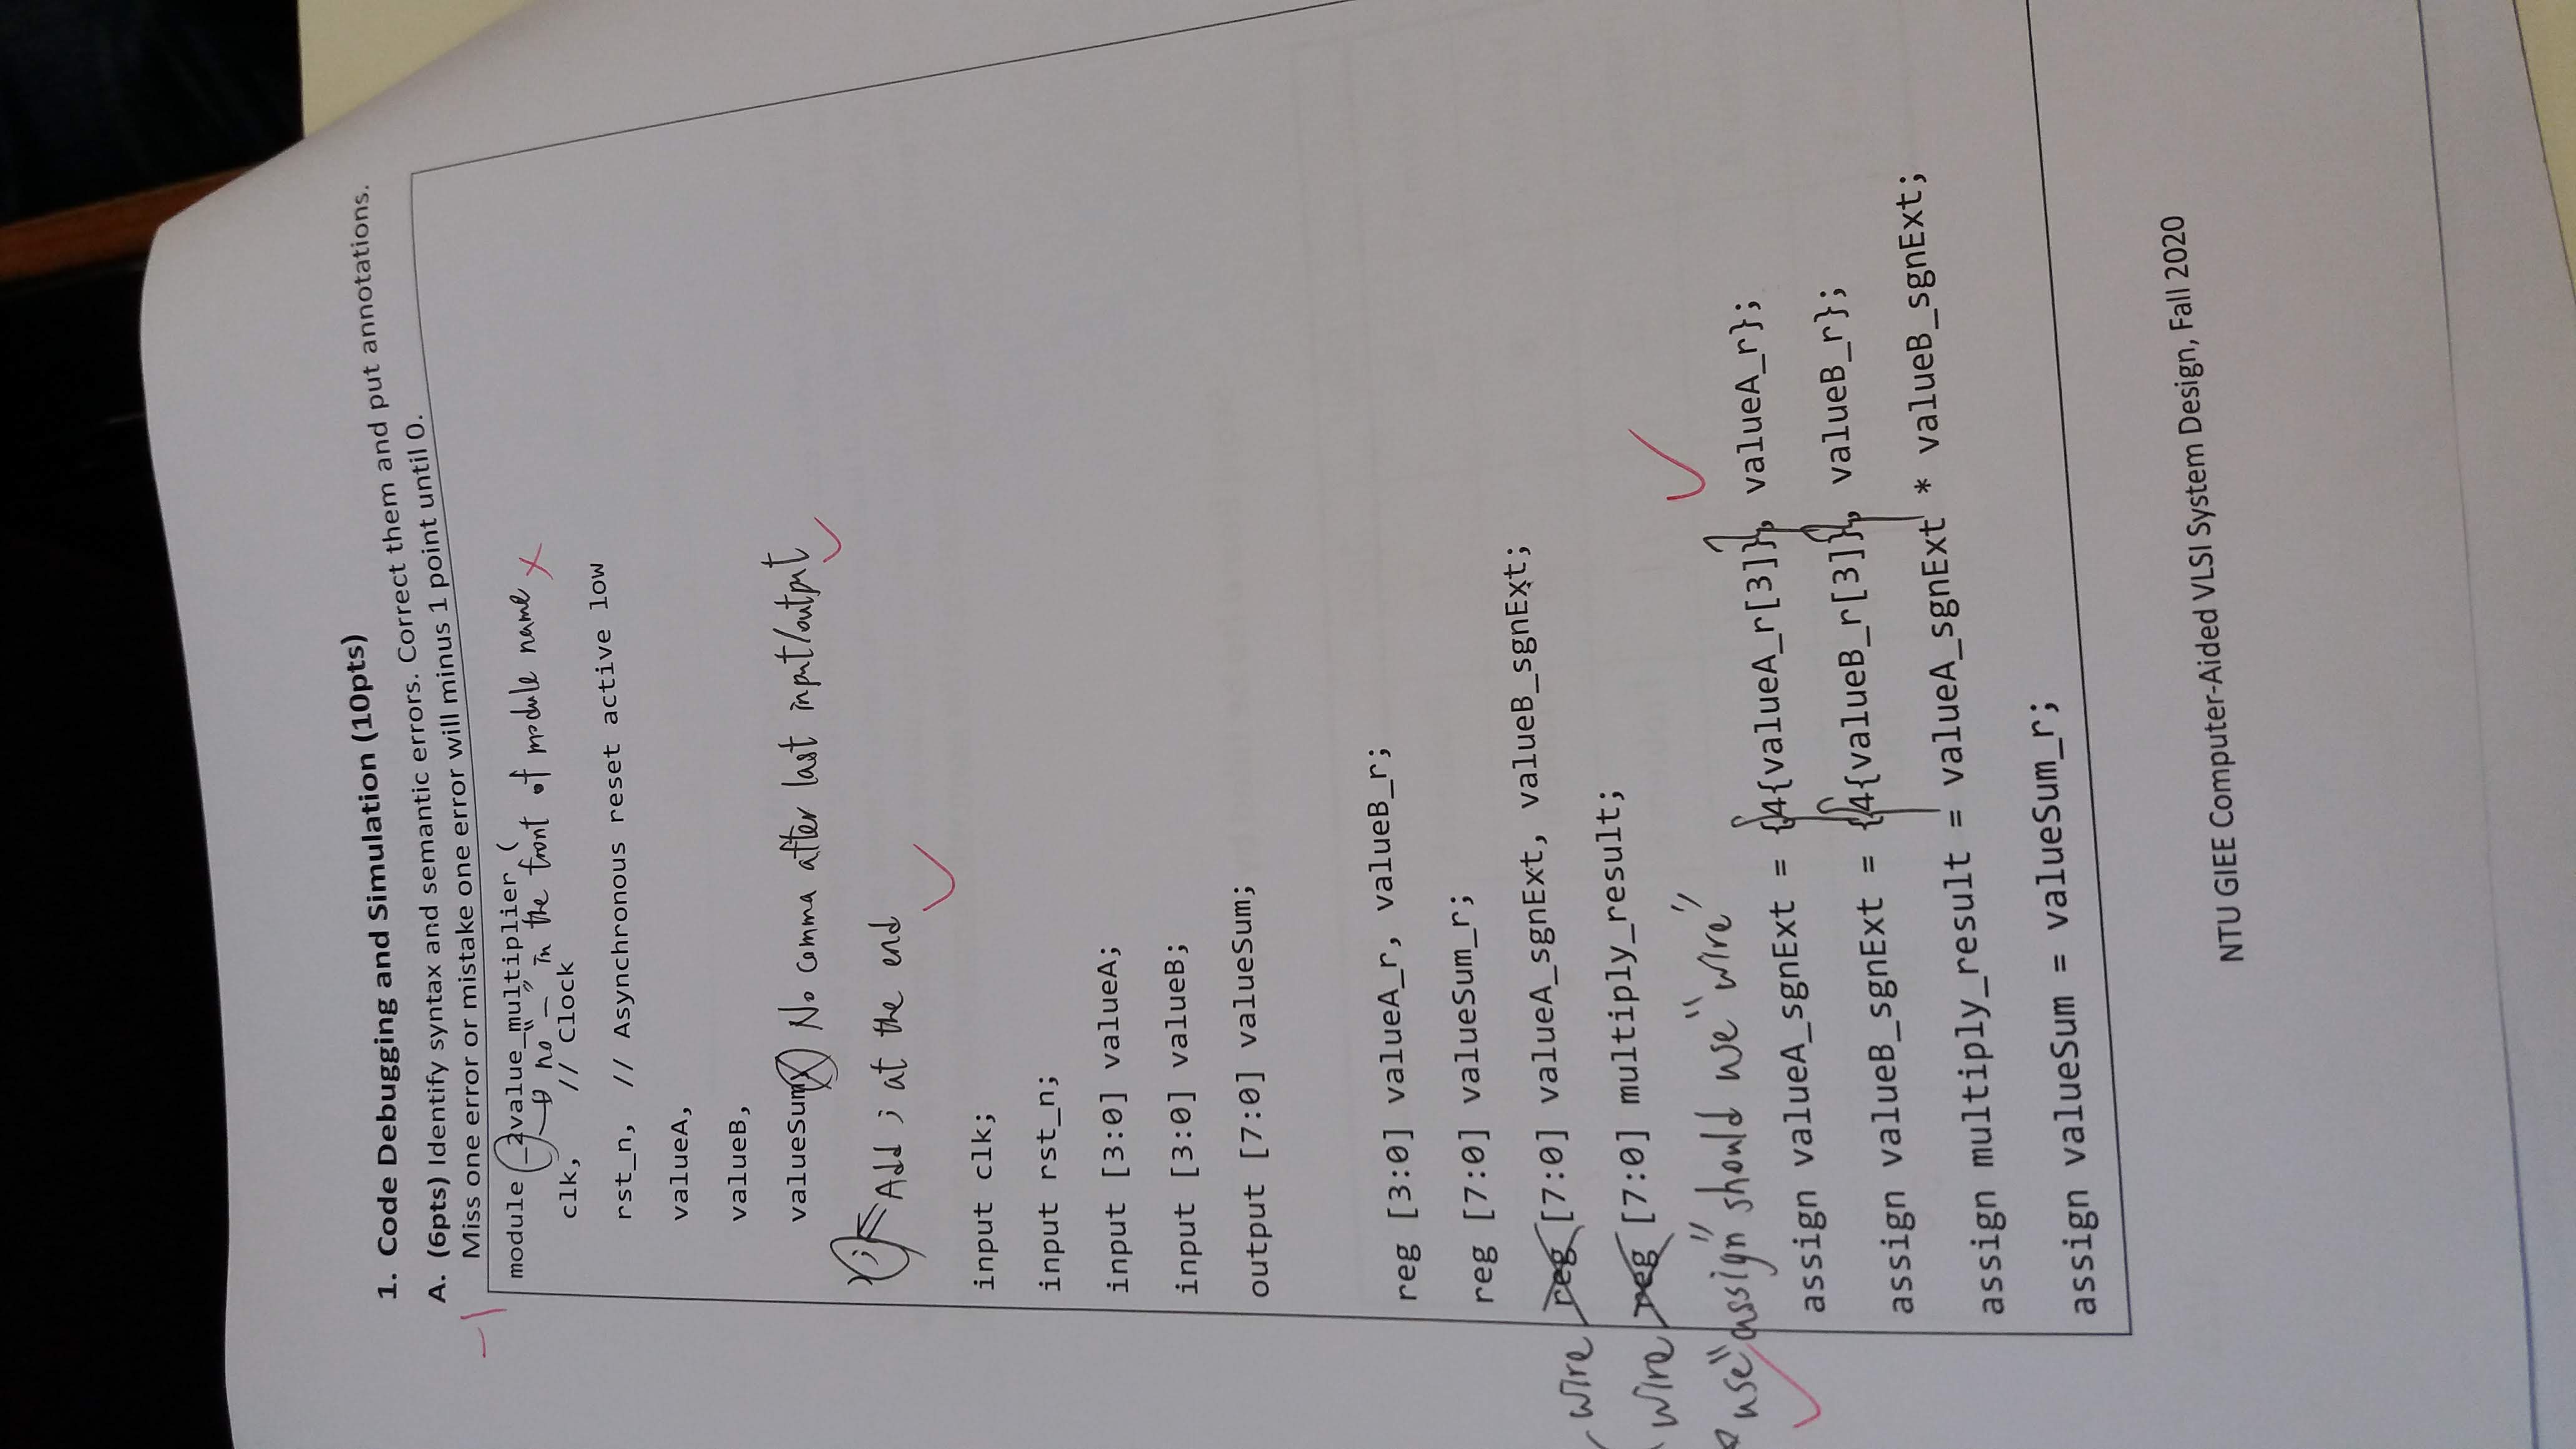 1. Code Debugging and Simulation (10pts)
A. (6pts) Identify syntax and semantic errors. Correct them and put annotations.
Miss one error or mistake one error will minus 1 point until 0.
-1
module _2value_multiplier (
no "_" in the front of module name
clk, // Clock
rst_n, // Asynchronous reset active low
valueA,
valueB,
valueSum, No comma after last input/output
);
Add ; at the end
input clk;
input rst_n;
input [3:0] valueA;
input [3:0] valueB;
output [7:0] valueSum;
reg [3:0] valueA_r, valueB_r;
reg [7:0] valueSum_r;
wire reg [7:0] valueA_sgnExt, valueB_sgnExt;
wire reg [7:0] multiply_result;
use "assign" should use "wire"
assign valueA_sgnExt = {{4{valueA_r[3]}}, valueA_r};
assign valueB_sgnExt = {{4{valueB_r[3]}}, valueB_r};
assign multiply_result = valueA_sgnExt * valueB_sgnExt;
assign valueSum = valueSum_r;
NTU GIEE Computer-Aided VLSI System Design, Fall 2020